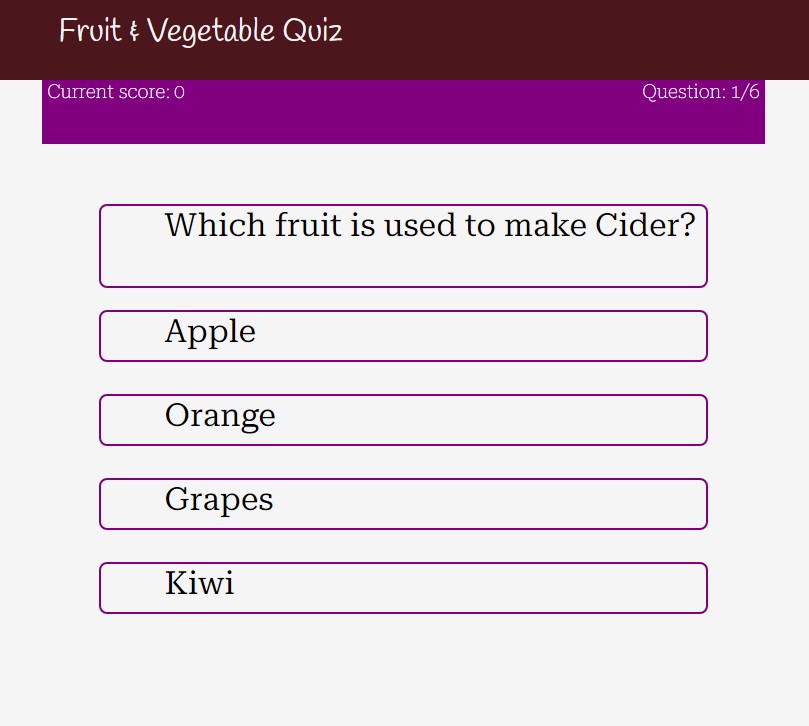 Fruit & Vegetable Quiz
Current score: 0
Question: 1/6
Which fruit is used to make Cider?
Apple
Orange
Grapes
Kiwi